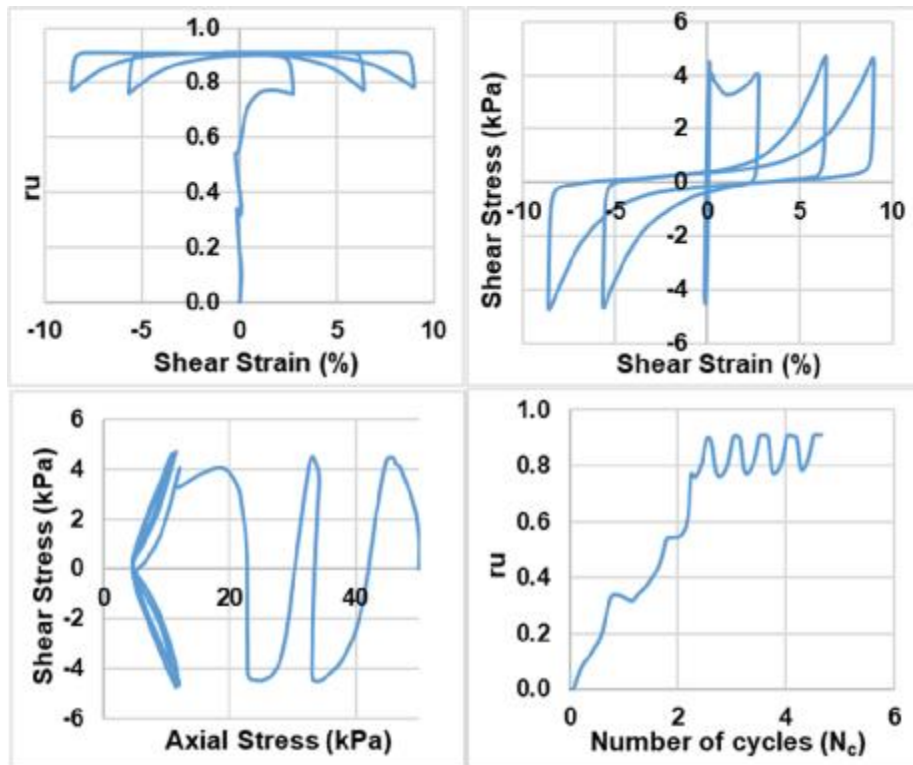 1.0
0.8
0.6
0.4
0.2
0.0
ru
-10 -5 0 5 10
Shear Strain (%)
6
4
2
0
-2
-4
-6
Shear Stress (kPa)
-10 -5 0 5 10
Shear Strain (%)
6
4
2
0
-2
-4
-6
Shear Stress (kPa)
0 20 40
Axial Stress (kPa)
1.0
0.8
0.6
0.4
0.2
0.0
ru
0 2 4 6
Number of cycles (Nc)